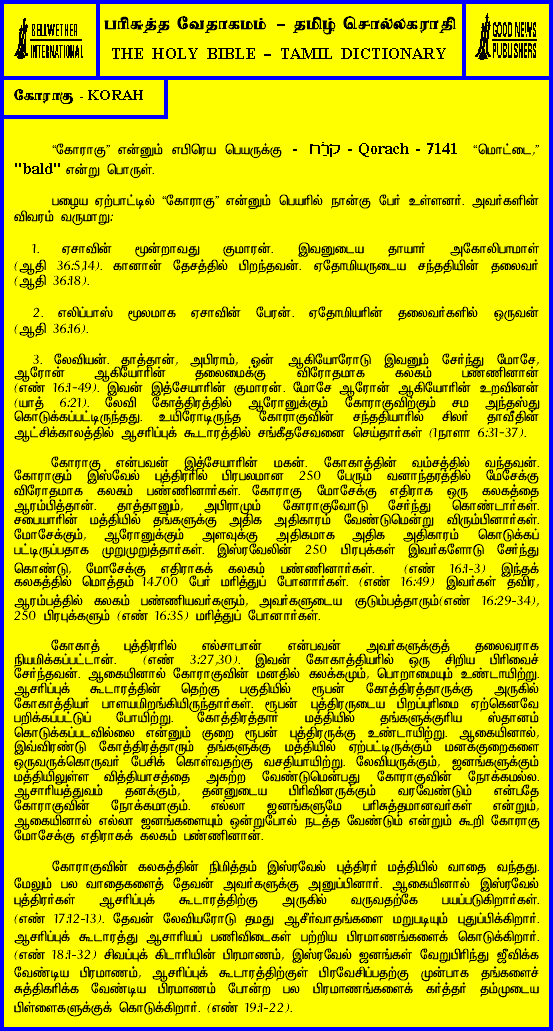 BELLWETHER
INTERNATIONAL
பரிசுத்த வேதாகமம் – தமிழ் சொல்லகராதி
THE HOLY BIBLE – TAMIL DICTIONARY
GOOD NEWS
PUBLISHERS
கோராகு - KORAH
“கோராகு” என்னும் எபிரெய பெயருக்கு - קֹרַח - Qorach - 7141 “மொட்டை,”
"bald" என்று பொருள்.
பழைய ஏற்பாட்டில் “கோராகு” என்னும் பெயரில் நான்கு பேர் உள்ளனர். அவர்களின்
விவரம் வருமாறு:
1. ஏசாவின் மூன்றாவது குமாரன். இவனுடைய தாயார் அகோலிபாமாள்
(ஆதி 36:5,14). கானான் தேசத்தில் பிறந்தவன். ஏதோமியருடைய சந்ததியின் தலைவர்
(ஆதி 36:18).
2. எலிப்பாஸ் மூலமாக ஏசாவின் பேரன். ஏதோமியரின் தலைவர்களில் ஒருவன்
(ஆதி 36:16).
3. லேவியன். தாத்தான், அபிராம், ஓன் ஆகியோரோடு இவனும் சேர்ந்து மோசே,
ஆரோன் ஆகியோரின் தலைமைக்கு விரோதமாக கலகம் பண்ணினான்
(எண் 16:1-49). இவன் இத்சேயாரின் குமாரன். மோசே ஆரோன் ஆகியோரின் உறவினன்
(யாத் 6:21). லேவி கோத்திரத்தில் ஆரோனுக்கும் கோராகுவிற்கும் சம அந்தஸ்து
கொடுக்கப்பட்டிருந்தது. உயிரோடிருந்த கோராகுவின் சந்ததியாரில் சிலர் தாவீதின்
ஆட்சிக்காலத்தில் ஆசரிப்புக் கூடாரத்தில் சங்கீதசேவனை செய்தார்கள் (1நாளா 6:31-37).
கோராகு என்பவன் இத்சேயாரின் மகன். கோகாத்தின் வம்சத்தில் வந்தவன்.
கோராகும் இஸ்வேல் புத்திரரில் பிரபலமான 250 பேரும் வனாந்தரத்தில் மேசேக்கு
விரோதமாக கலகம் பண்ணினார்கள். கோராகு மோசேக்கு எதிராக ஒரு கலகத்தை
ஆரம்பித்தான். தாத்தானும், அபிராமும் கோராகுவோடு சேர்ந்து கொண்டார்கள்.
சபையாரின் மத்தியில் தங்களுக்கு அதிக அதிகாரம் வேண்டுமென்று விரும்பினார்கள்.
மோசேக்கும், ஆரோனுக்கும் அளவுக்கு அதிகமாக அதிக அதிகாரம் கொடுக்கப்
பட்டிருப்பதாக முறுமுறுத்தார்கள். இஸ்ரவேலின் 250 பிரபுக்கள் இவர்களோடு சேர்ந்து
கொண்டு, மோசேக்கு எதிராகக் கலகம் பண்ணினார்கள். (எண் 16:1-3) இந்தக்
கலகத்தில் மொத்தம் 14700 பேர் மரித்துப் போனார்கள். (எண் 16:49) இவர்கள் தவிர,
ஆரம்பத்தில் கலகம் பண்ணியவர்களும், அவர்களுடைய குடும்பத்தாரும்(எண் 16:29-34),
250 பிரபுக்களும் (எண் 16:35) மரித்துப் போனார்கள்.
கோகாத் புத்திரரில் எல்சாபான் என்பவன் அவர்களுக்குத் தலைவராக
நியமிக்கப்பட்டான். (எண் 3:27,30). இவன் கோகாத்தியரில் ஒரு சிறிய பிரிவைச்
சேர்ந்தவன். ஆகையினால் கோராகுவின் மனதில் கலக்கமும், பொறாமையும் உண்டாயிற்று.
ஆசரிப்புக் கூடாரத்தின் தெற்கு பகுதியில் ரூபன் கோத்திரத்தாருக்கு அருகில்
கோகாத்தியர் பாளயமிறங்கியிருந்தார்கள். ரூபன் புத்திரருடைய பிறப்புரிமை ஏற்கெனவே
பறிக்கப்பட்டுப் போயிற்று. கோத்திரத்தார் மத்தியில் தங்களுக்குரிய ஸ்தானம்
கொடுக்கப்படவில்லை என்னும் குறை ரூபன் புத்திரருக்கு உண்டாயிற்று. ஆகையினால்,
இவ்விரண்டு கோத்திரத்தாரும் தங்களுக்கு மத்தியில் ஏற்பட்டிருக்கும் மனக்குறைகளை
ஒருவருக்கொருவர் பேசிக் கொள்வதற்கு வசதியாயிற்று. லேவியருக்கும், ஜனங்களுக்கும்
மத்தியிலுள்ள வித்தியாசத்தை அகற்ற வேண்டுமென்பது கோராகுவின் நோக்கமல்ல.
ஆசாரியத்துவம் தனக்கும், தன்னுடைய பிரிவினருக்கும் வரவேண்டும் என்பதே
கோராகுவின் நோக்கமாகும். எல்லா ஜனங்களுமே பரிசுத்தமானவர்கள் என்றும்,
ஆகையினால் எல்லா ஜனங்களையும் ஒன்றுபோல் நடத்த வேண்டும் என்றும் கூறி கோராகு
மோசேக்கு எதிராகக் கலகம் பண்ணினான்.
கோராகுவின் கலகத்தின் நிமித்தம் இஸ்ரவேல் புத்திரர் மத்தியில் வாதை வந்தது.
மேலும் பல வாதைகளைத் தேவன் அவர்களுக்கு அனுப்பினார். ஆகையினால் இஸ்ரவேல்
புத்திரர்கள் ஆசரிப்புக் கூடாரத்திற்கு அருகில் வருவதற்கே பயப்படுகிறார்கள்.
(எண் 17:12-13). தேவன் லேவியரோடு தமது ஆசீர்வாதங்களை மறுபடியும் புதுப்பிக்கிறார்.
ஆசரிப்புக் கூடாரத்து ஆசாரியப் பணிவிடைகள் பற்றிய பிரமாணங்களைக் கொடுக்கிறார்.
(எண் 18:1-32) சிவப்புக் கிடாரியின் பிரமாணம், இஸ்ரவேல் ஜனங்கள் வேறுபிரிந்து ஜீவிக்க
வேண்டிய பிரமாணம், ஆசரிப்புக் கூடாரத்திற்குள் பிரவேசிப்பதற்கு முன்பாக தங்களைச்
சுத்திகரிக்க வேண்டிய பிரமாணம் போன்ற பல பிரமாணங்களைக் கர்த்தர் தம்முடைய
பிள்ளைகளுக்குக் கொடுக்கிறார். (எண் 19:1-22).